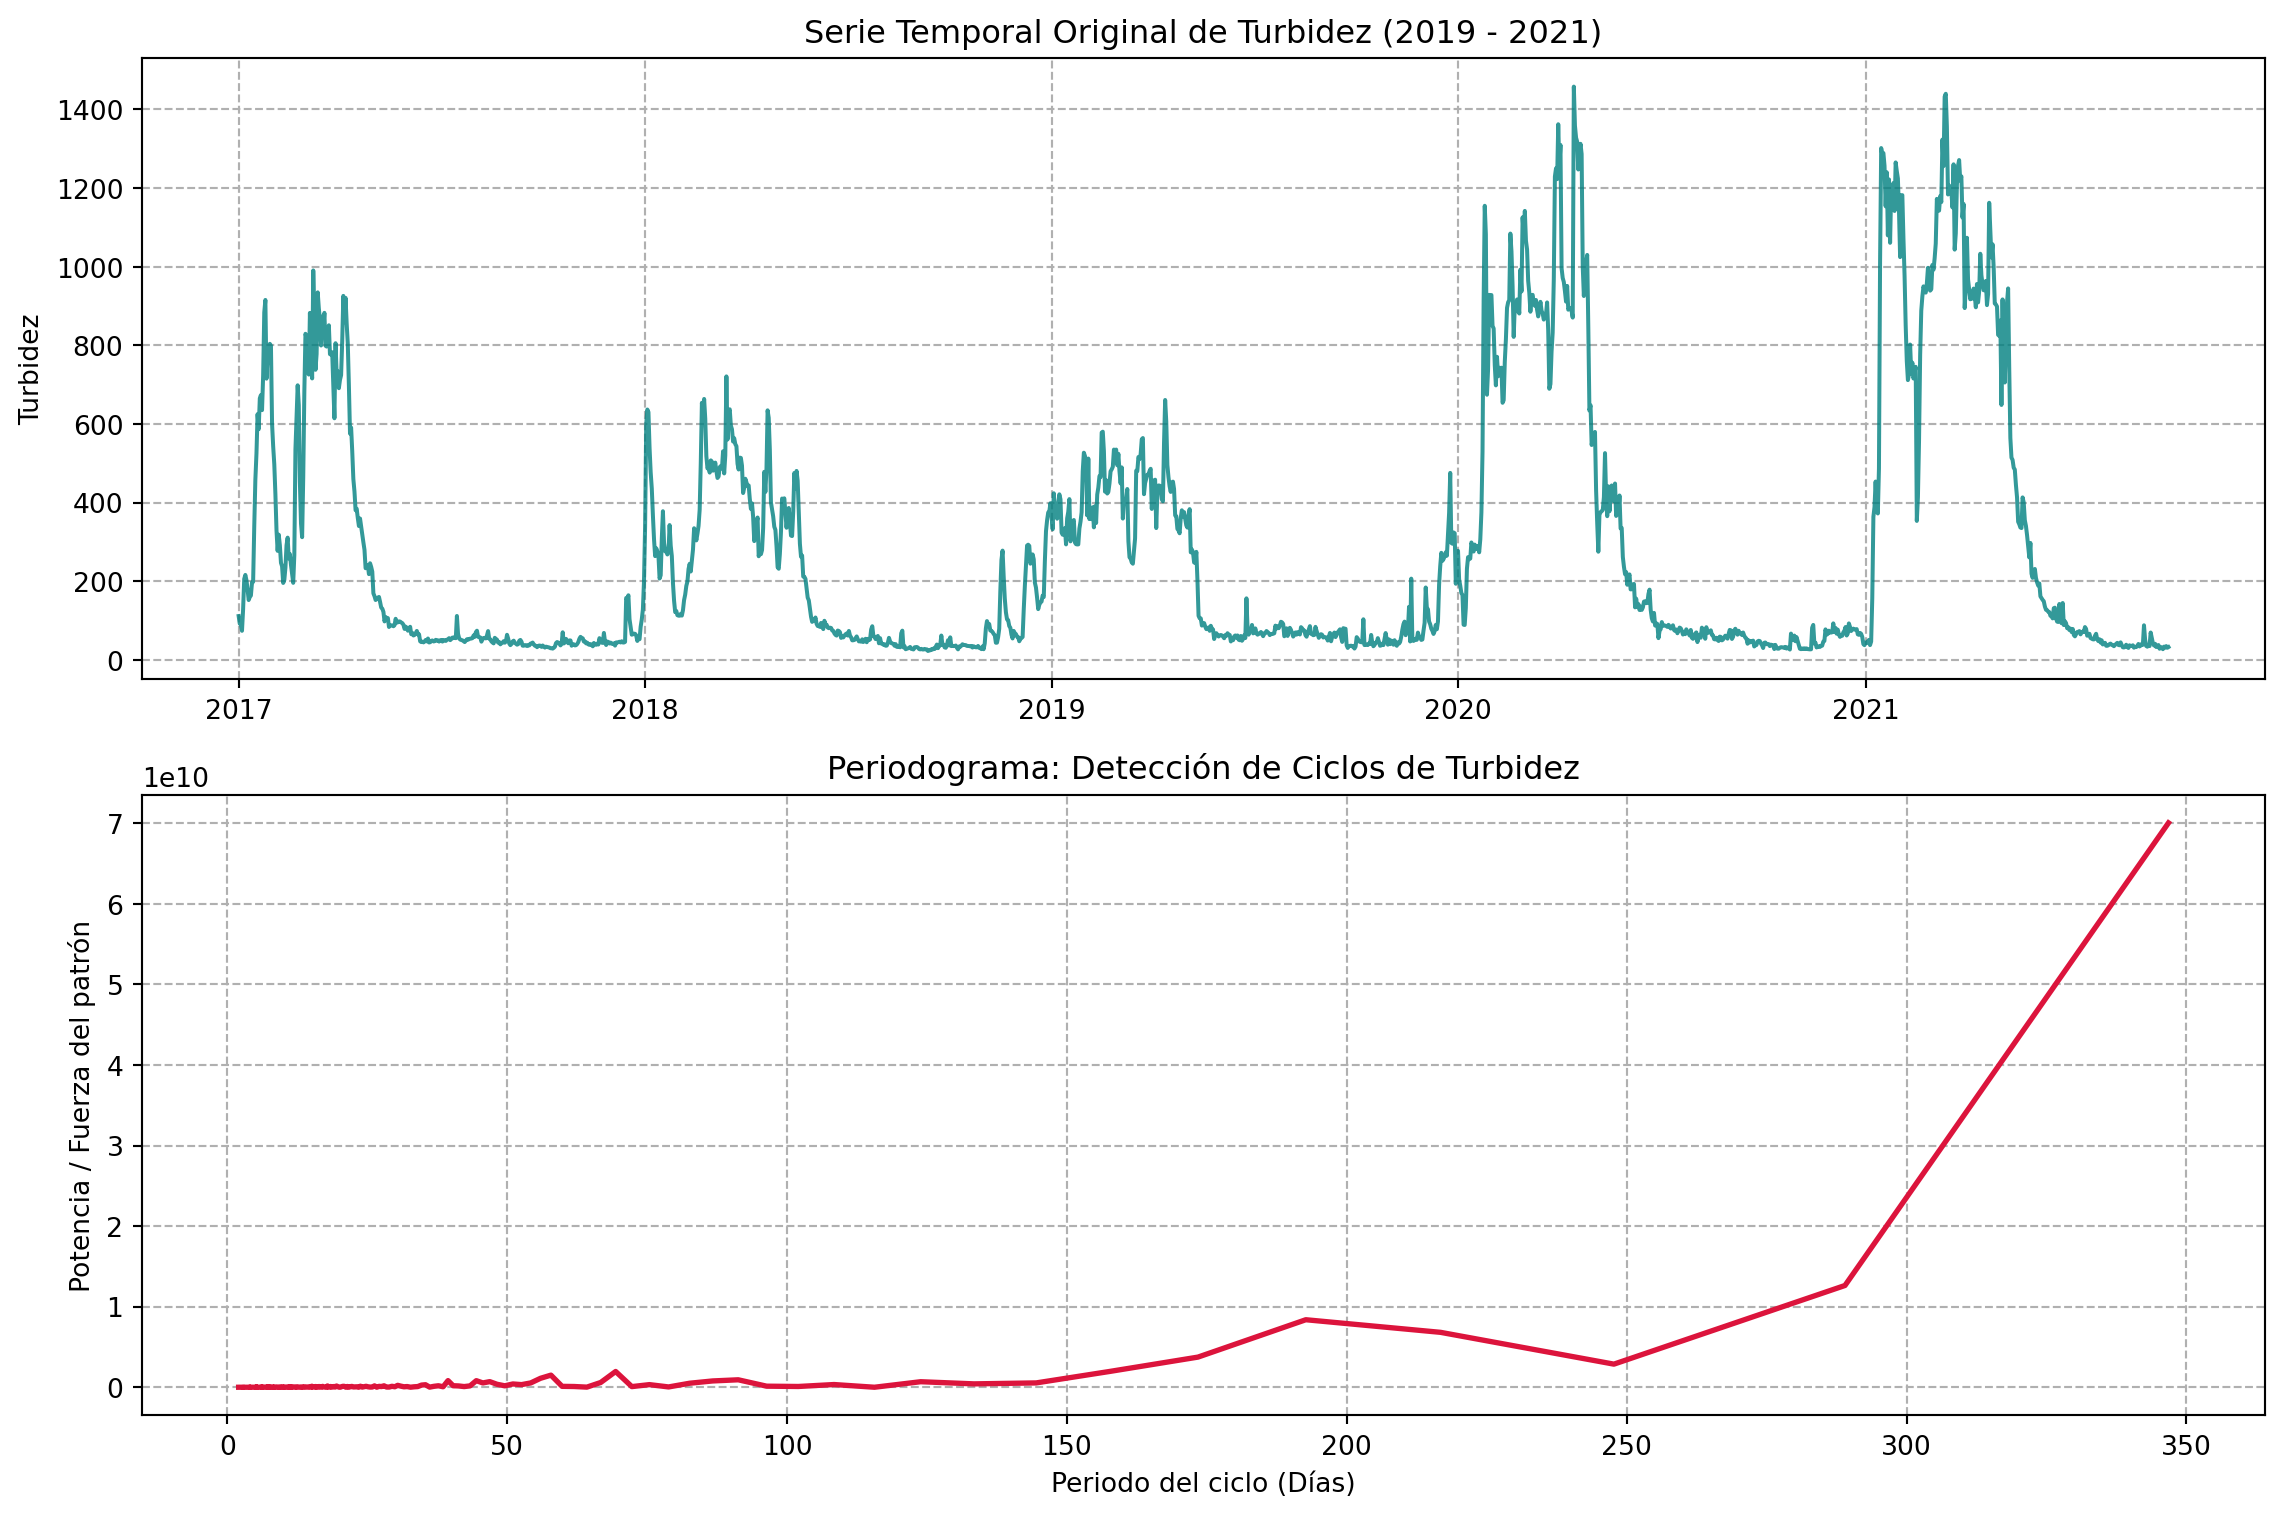 Serie Temporal Original de Turbidez (2019 - 2021)
Turbidez
1400
1200
1000
800
600
400
200
0
2017 2018 2019 2020 2021
Periodograma: Detección de Ciclos de Turbidez
1e10
Potencia / Fuerza del patrón
7
6
5
4
3
2
1
0
0 50 100 150 200 250 300 350
Periodo del ciclo (Días)